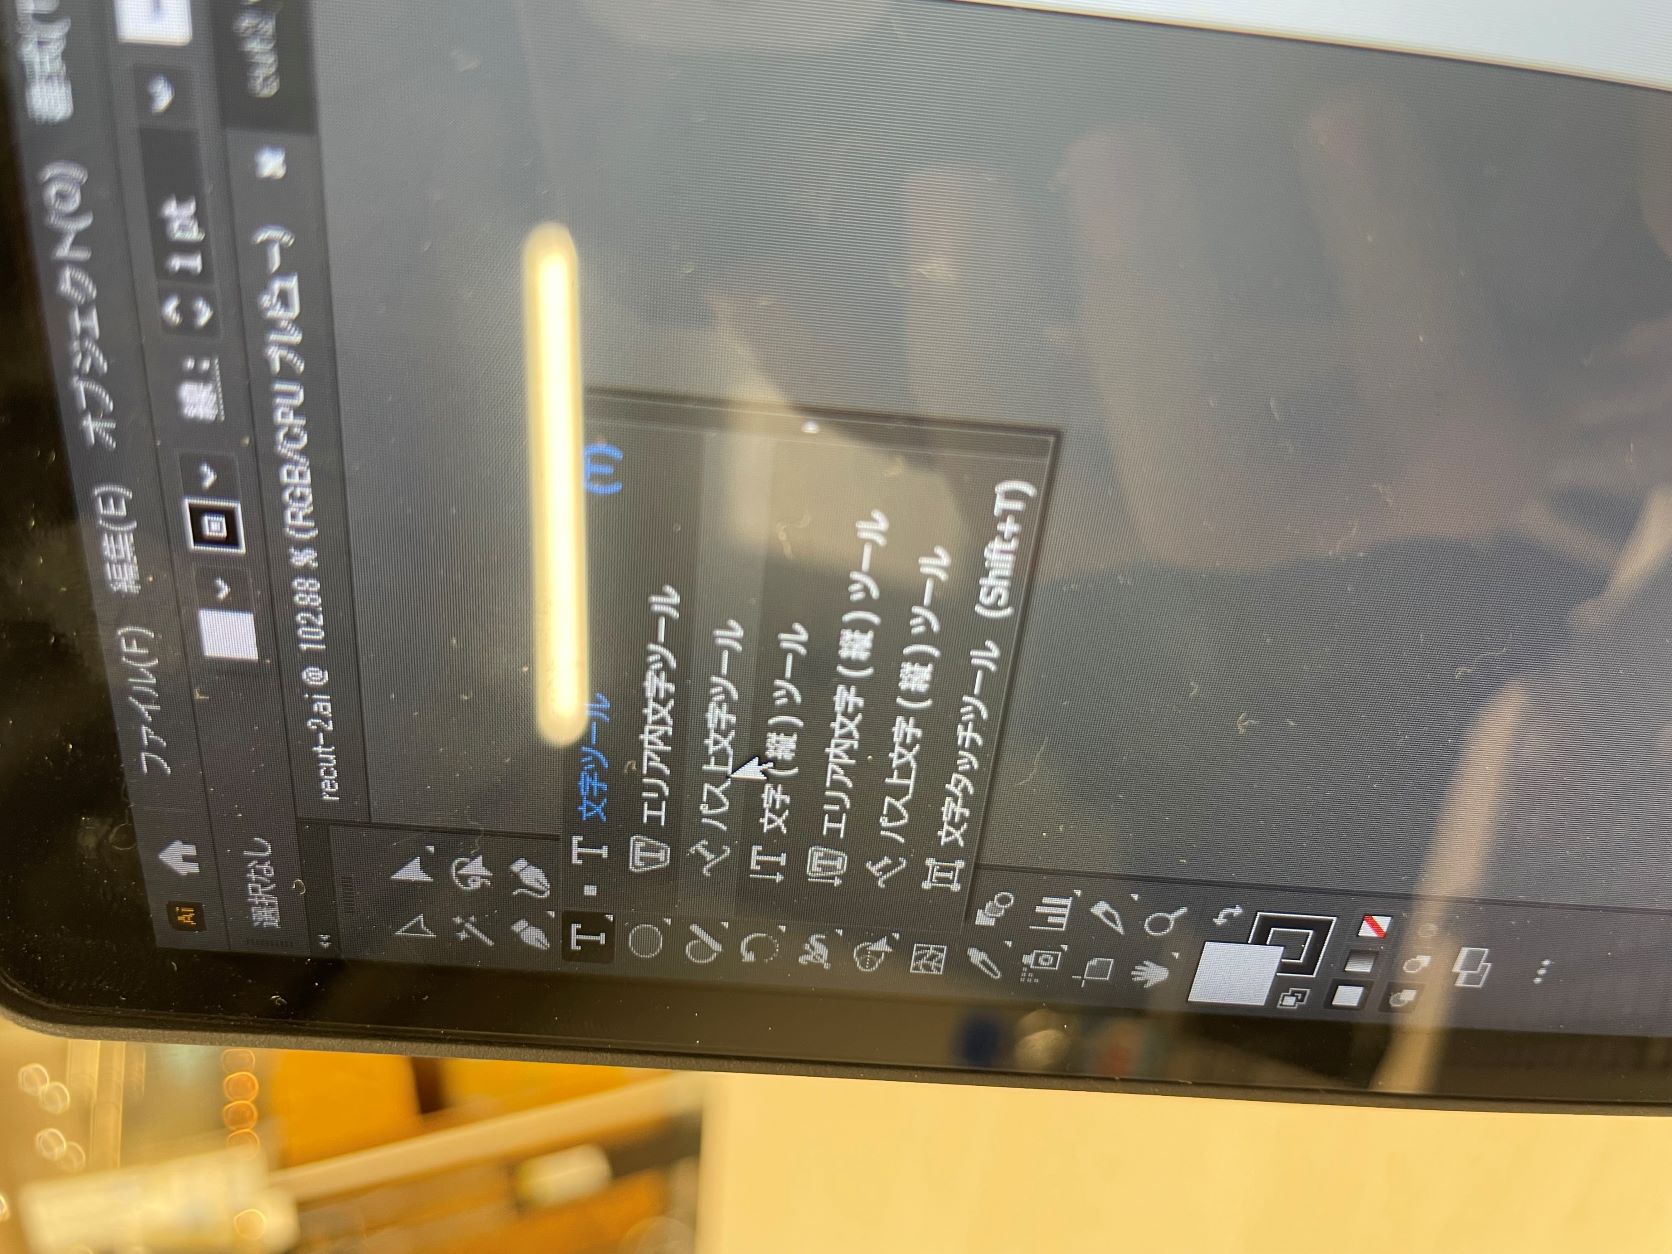 ファイル(F) 編集(E) オブジェクト(O) 書式(T
Ai
選択なし 線: 1 pt
recut-2.ai @ 102.88 % (RGB/CPU プレビュー) × cut2
T T 文字ツール (T)
エリア内文字ツール
パス上文字ツール
文字 (縦) ツール
エリア内文字 (縦) ツール
パス上文字 (縦) ツール
文字タッチツール (Shift+T)